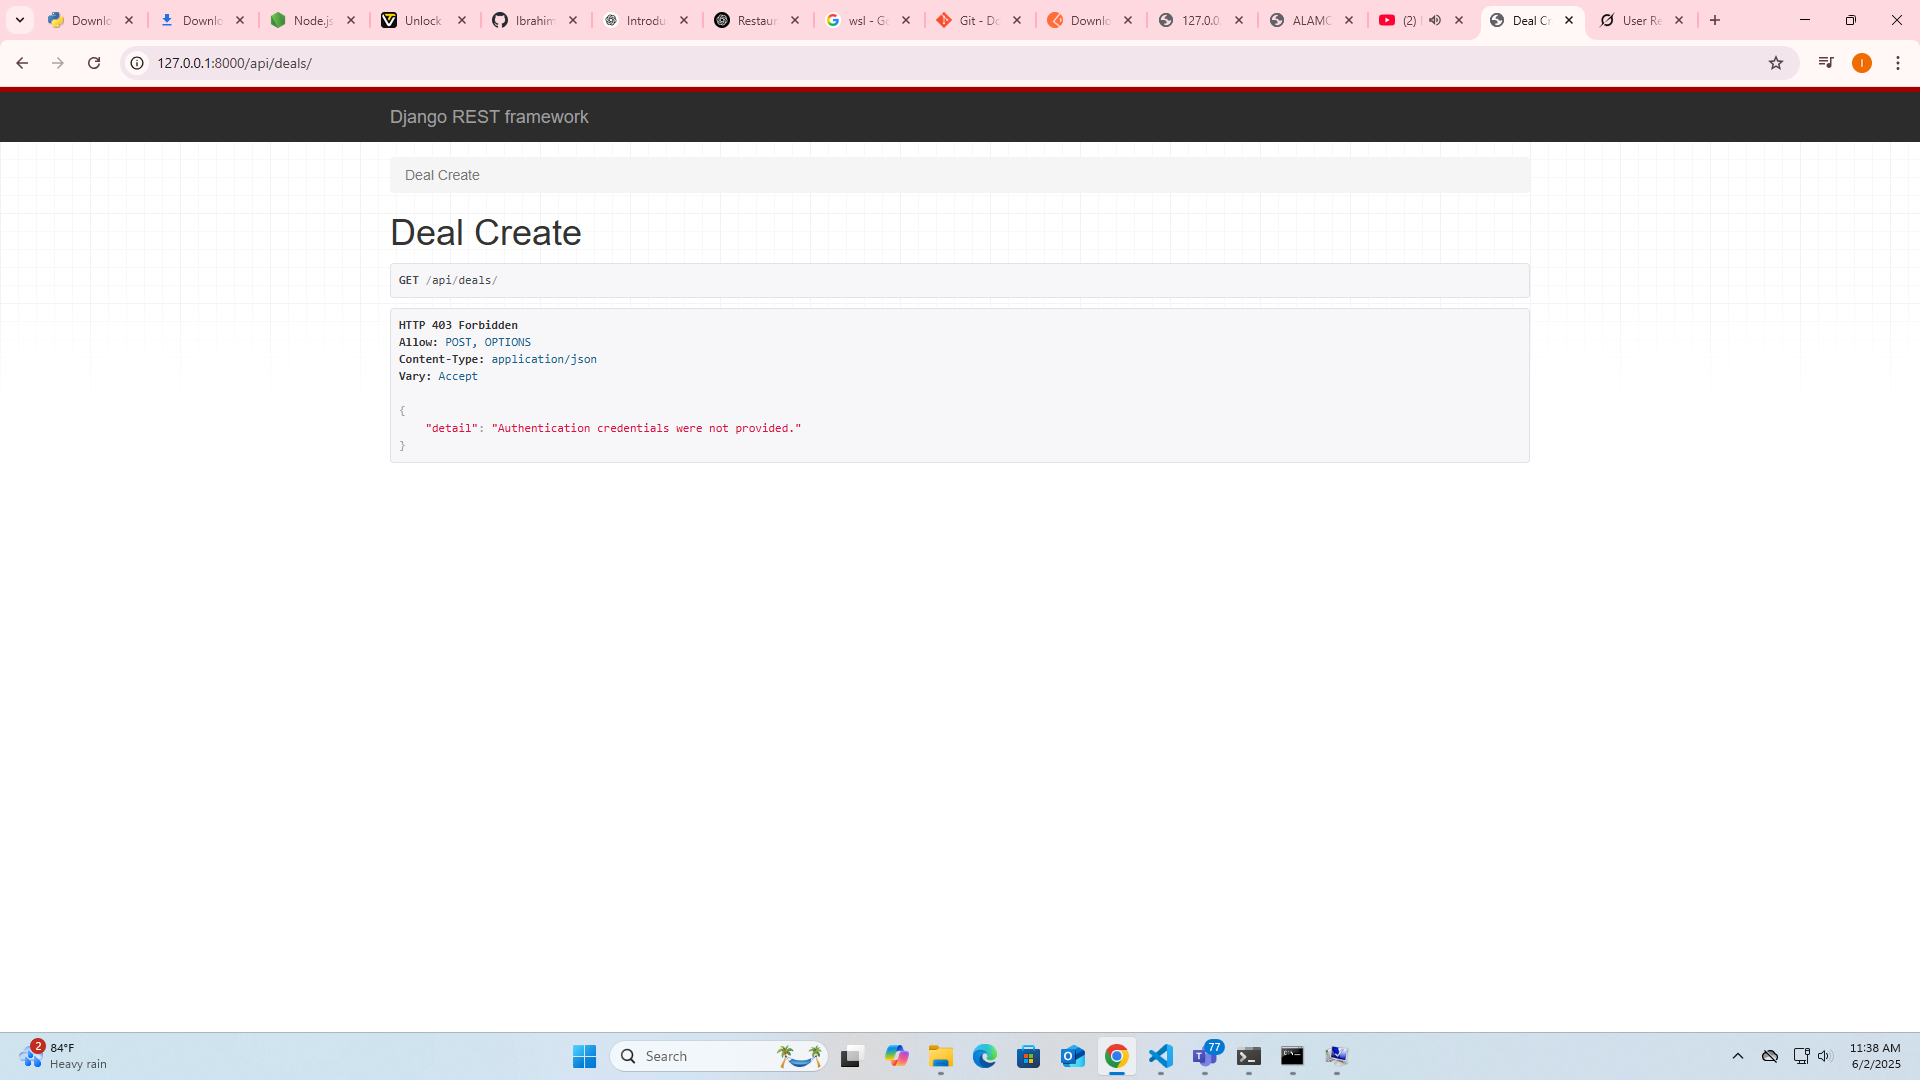 Downlo
Downlo
Node.js
Unlock
Ibrahim
Introdu
Restaur
wsl - Go
Git - Do
Downlo
127.0.0.
ALAMO
(2)
Deal Cr
User Re
127.0.0.1:8000/api/deals/
I
Django REST framework
Deal Create
Deal Create
GET /api/deals/
HTTP 403 Forbidden
Allow: POST, OPTIONS
Content-Type: application/json
Vary: Accept
{
"detail": "Authentication credentials were not provided."
}
2
84°F
Heavy rain
Search
77
11:38 AM
6/2/2025